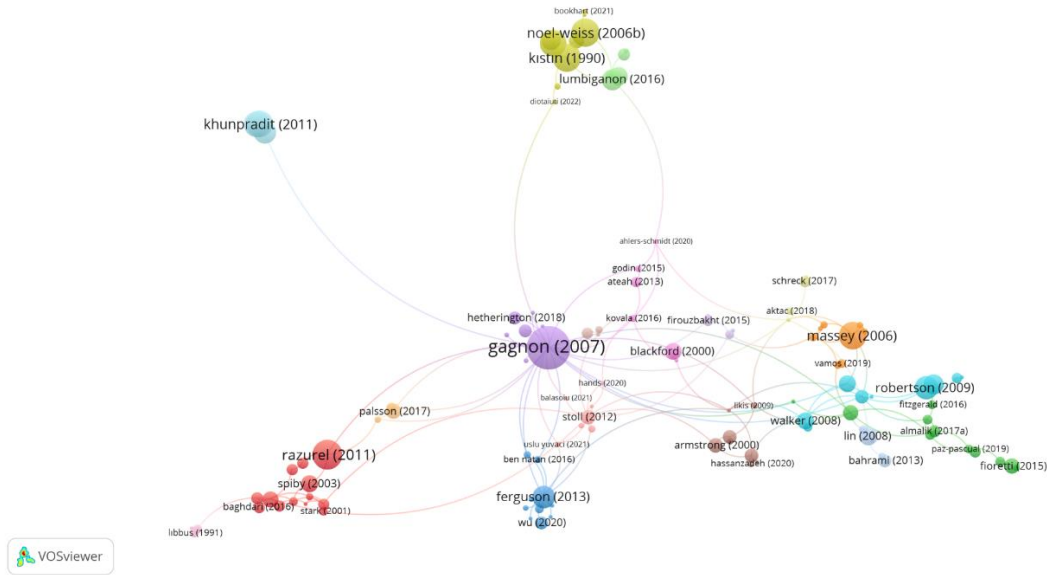 bookhart (2021)
noel-weiss (2006b)
kistin (1990)
lumbiganon (2016)
diotaiuti (2022)
khunpradit (2011)
ahlers-schmidt (2020)
godin (2015)
ateah (2013)
schreck (2017)
hetherington (2018)
kovala (2016)
firouzbakht (2015)
aktac (2018)
massey (2006)
gagnon (2007)
blackford (2000)
vamos (2019)
hands (2020)
robertson (2009)
balasoiu (2021)
palsson (2017)
likis (2009)
fitzgerald (2016)
stoll (2012)
walker (2008)
almalik (2017a)
lin (2008)
uslu yovaci (2021)
armstrong (2000)
paz-pascual (2019)
razurel (2011)
ben natan (2016)
hassanzadeh (2020)
bahrami (2013)
fioretti (2015)
spiby (2003)
ferguson (2013)
baghdari (2016)
stark (2001)
wu (2020)
libbus (1991)
VOSviewer